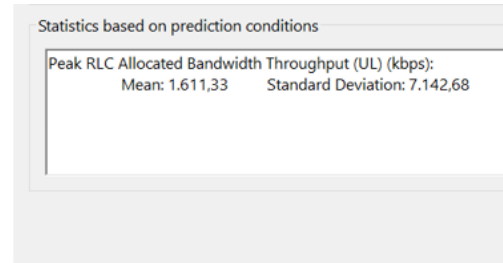 Statistics based on prediction conditions
Peak RLC Allocated Bandwidth Throughput (UL) (kbps):
Mean: 1.611,33 Standard Deviation: 7.142,68